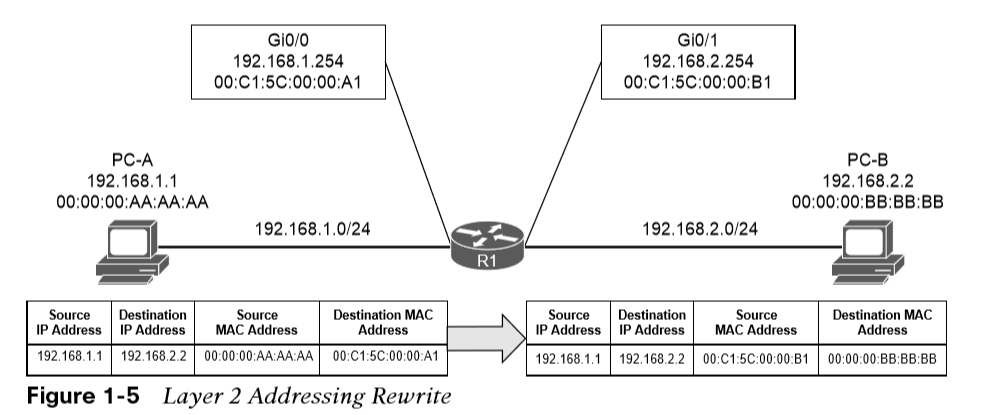 Gi0/0
192.168.1.254
00:C1:5C:00:00:A1
Gi0/1
192.168.2.254
00:C1:5C:00:00:B1
PC-A
192.168.1.1
00:00:00:AA:AA:AA
PC-B
192.168.2.2
00:00:00:BB:BB:BB
192.168.1.0/24
192.168.2.0/24
R1
Source IP Address Destination IP Address Source MAC Address Destination MAC Address
192.168.1.1 192.168.2.2 00:00:00:AA:AA:AA 00:C1:5C:00:00:A1
Source IP Address Destination IP Address Source MAC Address Destination MAC Address
192.168.1.1 192.168.2.2 00:C1:5C:00:00:B1 00:00:00:BB:BB:BB
Figure 1-5 Layer 2 Addressing Rewrite